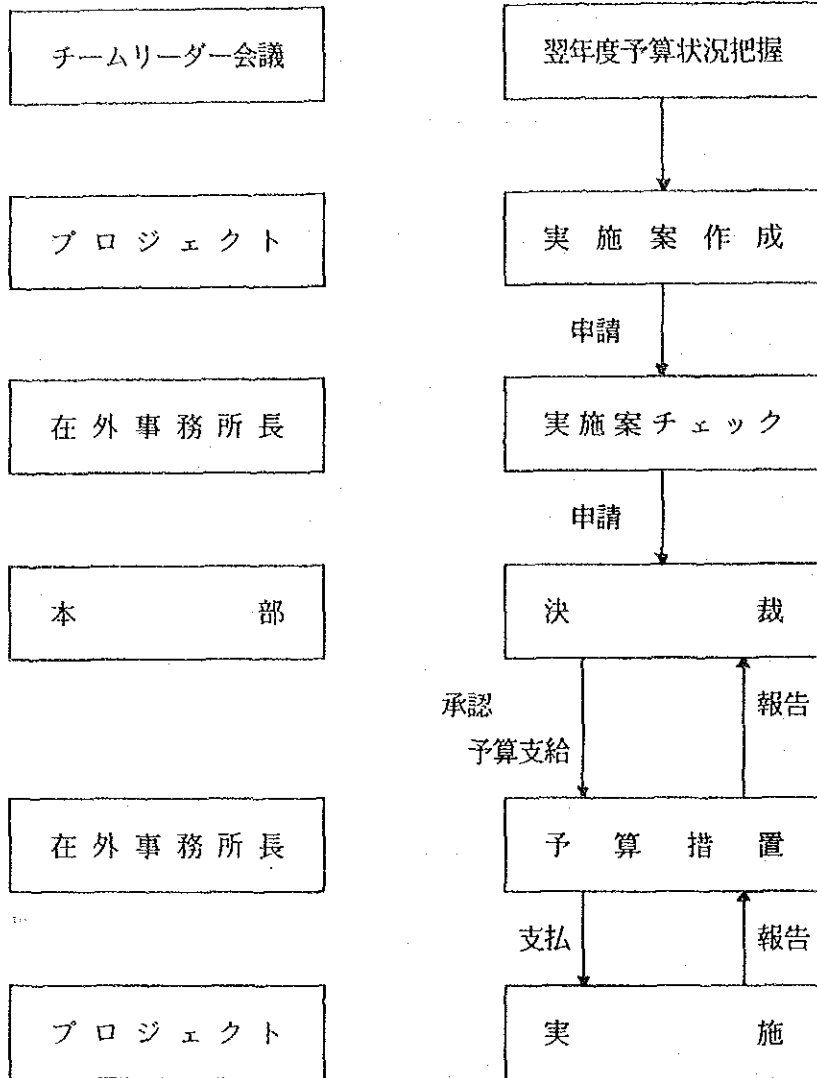 チームリーダー会議 翌年度予算状況把握
プロジェクト 実施案作成
申請
在外事務所長 実施案チェック
申請
本部 決裁
承認 報告
予算支給
在外事務所長 予算措置
支払 報告
プロジェクト 実施